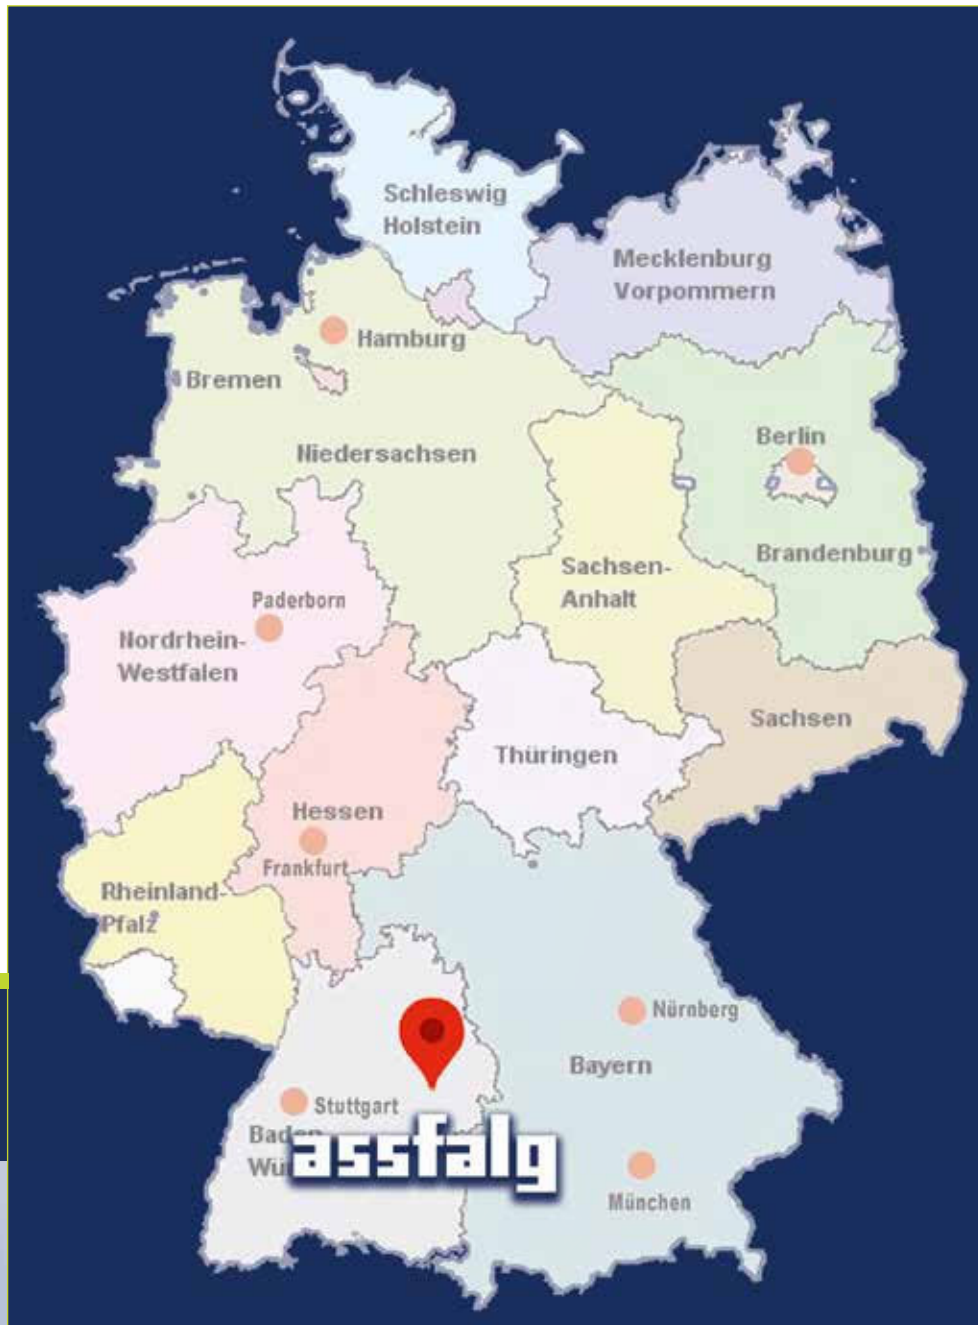 Schleswig
Holstein
Mecklenburg
Vorpommern
Hamburg
Bremen
Berlin
Niedersachsen
Brandenburg
Sachsen-
Anhalt
Paderborn
Nordrhein-
Westfalen
Sachsen
Thüringen
Hessen
Frankfurt
Rheinland-
Pfalz
Nürnberg
Bayern
Stuttgart
assfalg
München